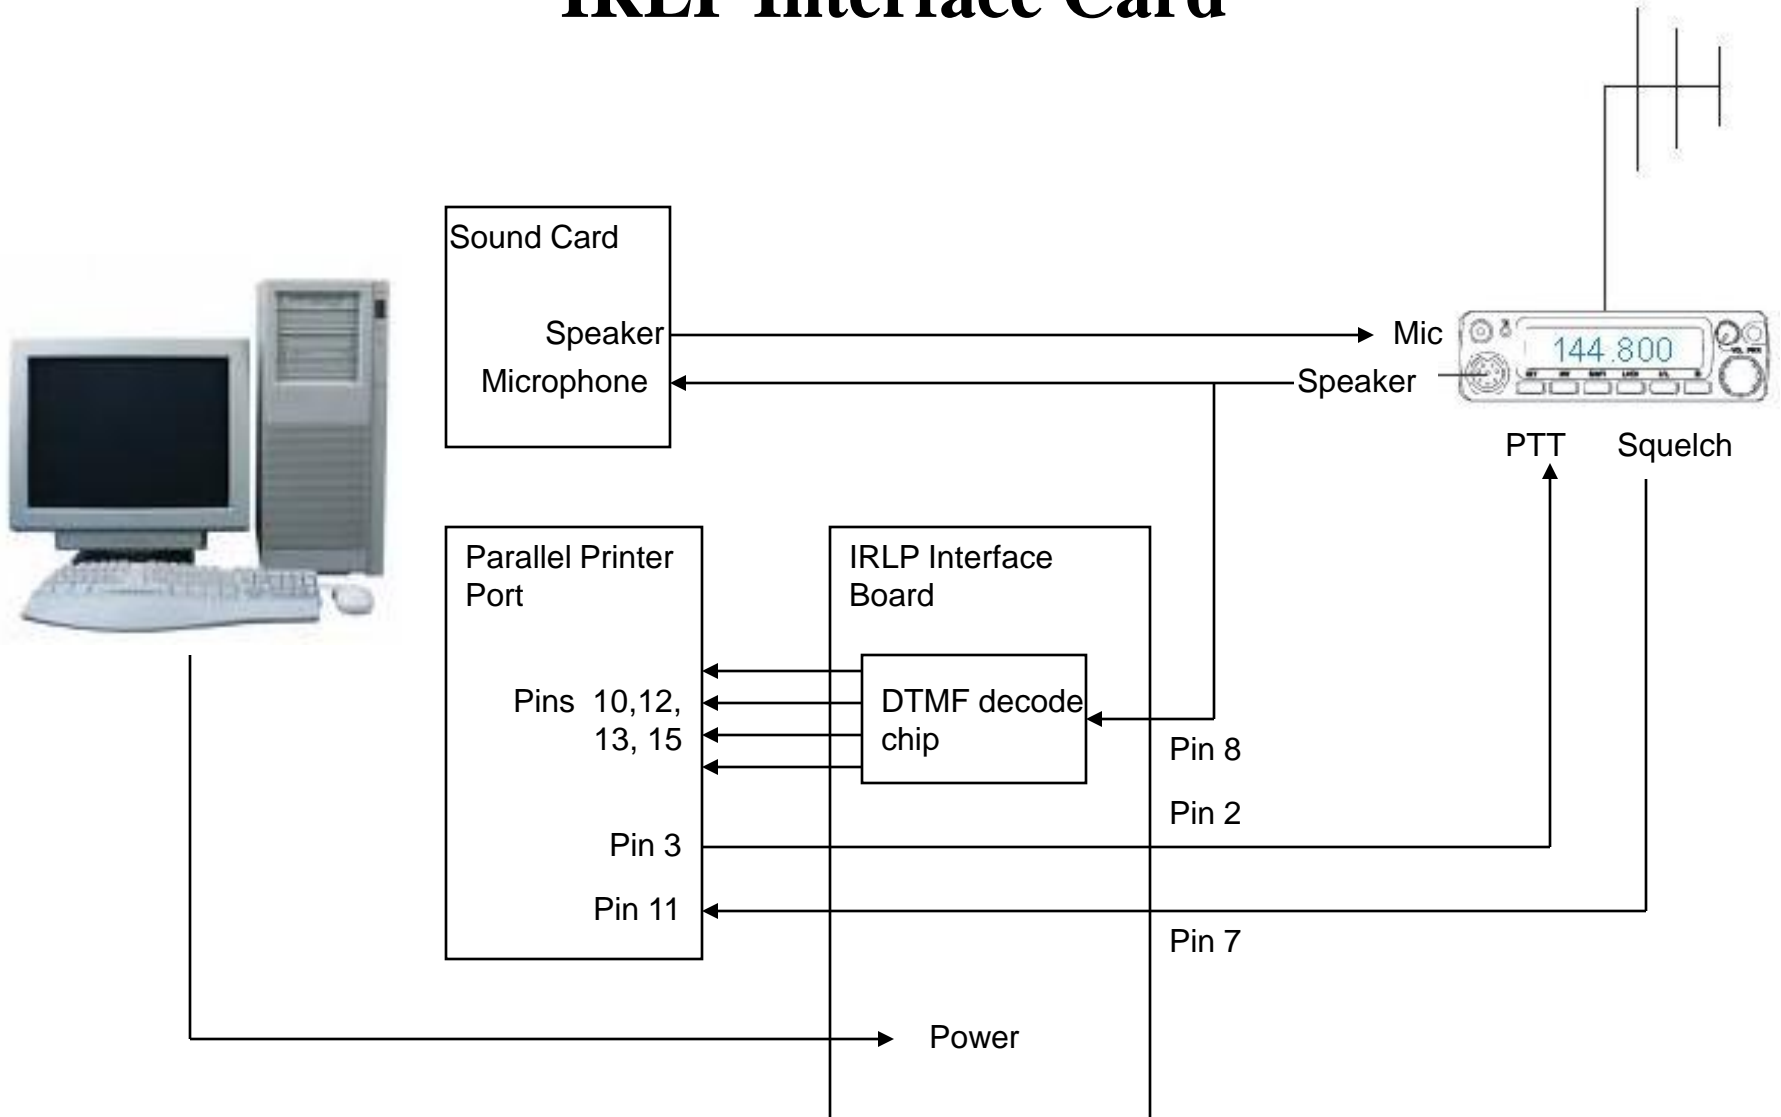 IRLP Interface Card
Sound Card
Speaker
Microphone
Mic
Speaker
144.800
PTT
Squelch
Parallel Printer
Port
IRLP Interface
Board
Pins 10,12,
13, 15
DTMF decode
chip
Pin 8
Pin 2
Pin 3
Pin 11
Pin 7
Power